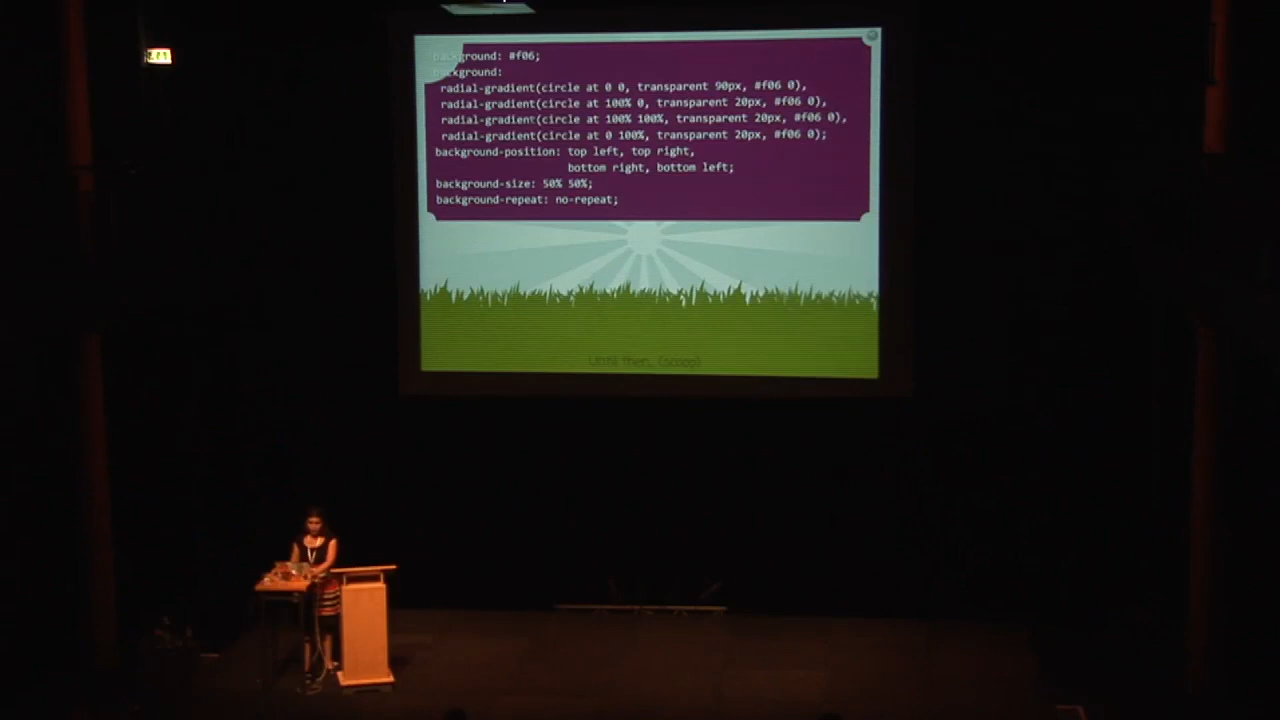 background: #f06;
background:
radial-gradient(circle at 0 0, transparent 90px, #f06 0),
radial-gradient(circle at 100% 0, transparent 20px, #f06 0),
radial-gradient(circle at 100% 100%, transparent 20px, #f06 0),
radial-gradient(circle at 0 100%, transparent 20px, #f06 0);
background-position: top left, top right,
bottom right, bottom left;
background-size: 50% 50%;
background-repeat: no-repeat;
Until then, (scoop)